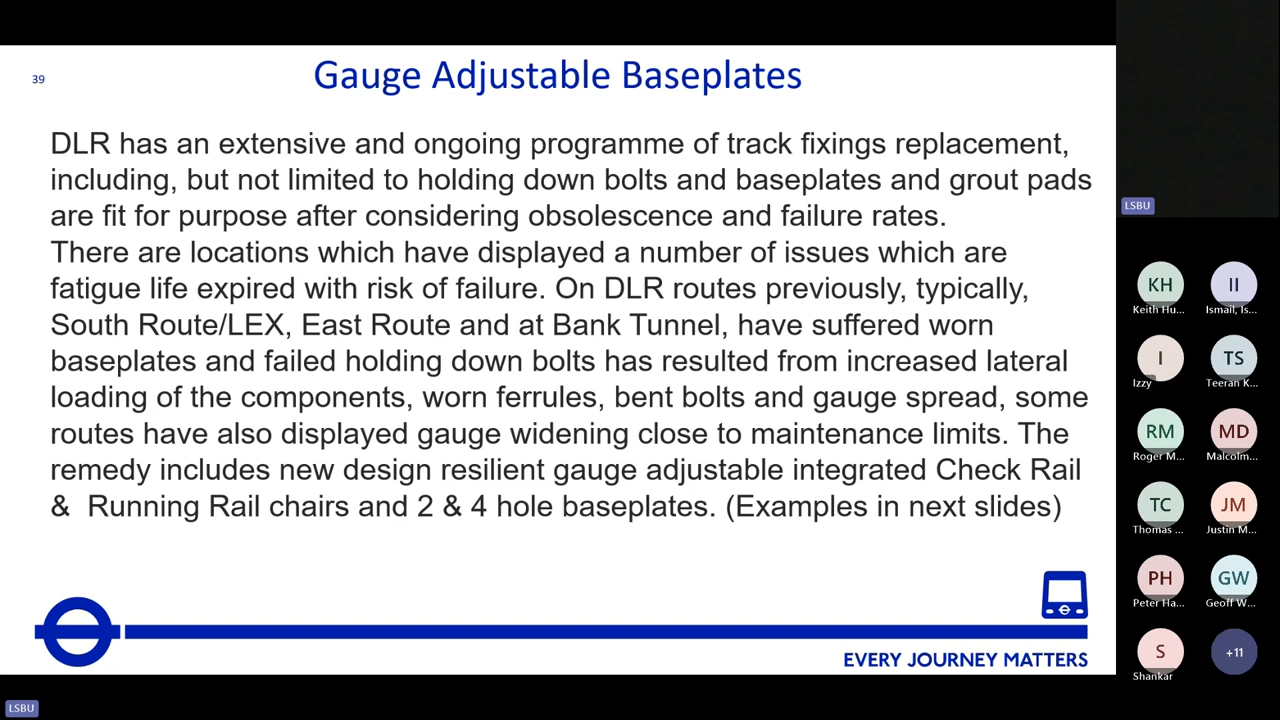 39
Gauge Adjustable Baseplates
DLR has an extensive and ongoing programme of track fixings replacement,
including, but not limited to holding down bolts and baseplates and grout pads
are fit for purpose after considering obsolescence and failure rates.
There are locations which have displayed a number of issues which are
fatigue life expired with risk of failure. On DLR routes previously, typically,
South Route/LEX, East Route and at Bank Tunnel, have suffered worn
baseplates and failed holding down bolts has resulted from increased lateral
loading of the components, worn ferrules, bent bolts and gauge spread, some
routes have also displayed gauge widening close to maintenance limits. The
remedy includes new design resilient gauge adjustable integrated Check Rail
& Running Rail chairs and 2 & 4 hole baseplates. (Examples in next slides)
EVERY JOURNEY MATTERS
LSBU
LSBU
KH
Keith Hu...
II
Ismail, Is...
I
Izzy
TS
Teeran K...
RM
Roger M...
MD
Malcolm...
TC
Thomas ...
JM
Justin M...
PH
Peter Ha...
GW
Geoff W...
S
Shankar
+11